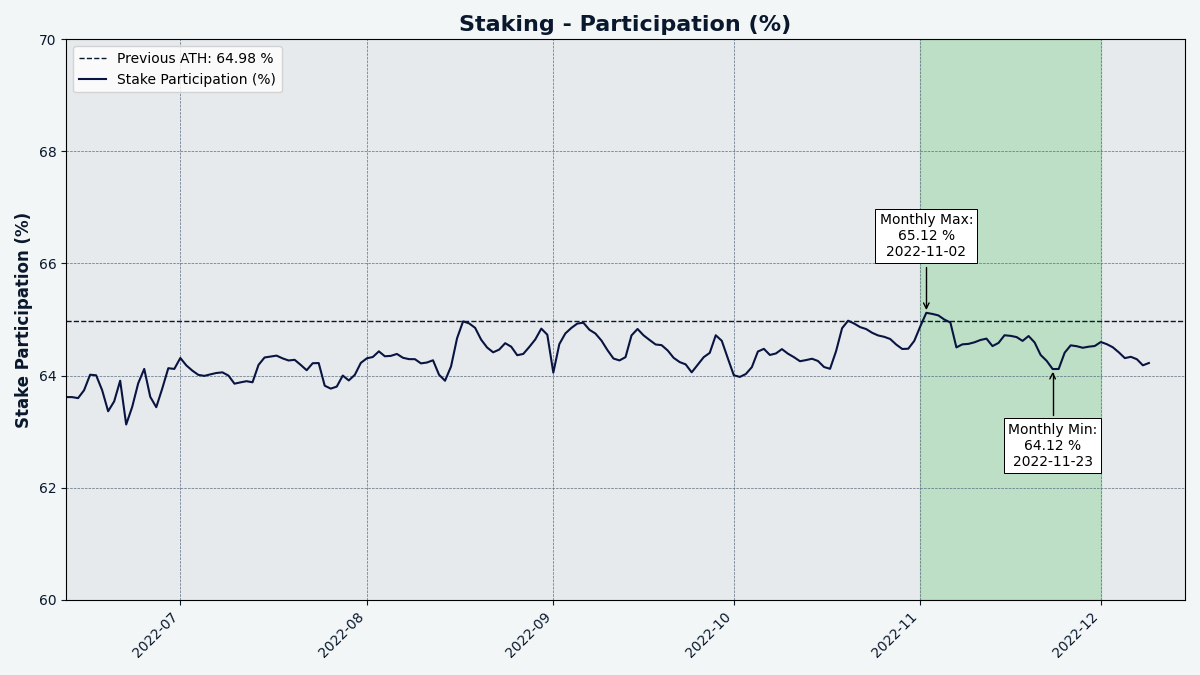 Staking - Participation (%)
Previous ATH: 64.98 %
Stake Participation (%)
Stake Participation (%)
70
68
66
64
62
60
Monthly Max:
65.12 %
2022-11-02
Monthly Min:
64.12 %
2022-11-23
2022-07
2022-08
2022-09
2022-10
2022-11
2022-12